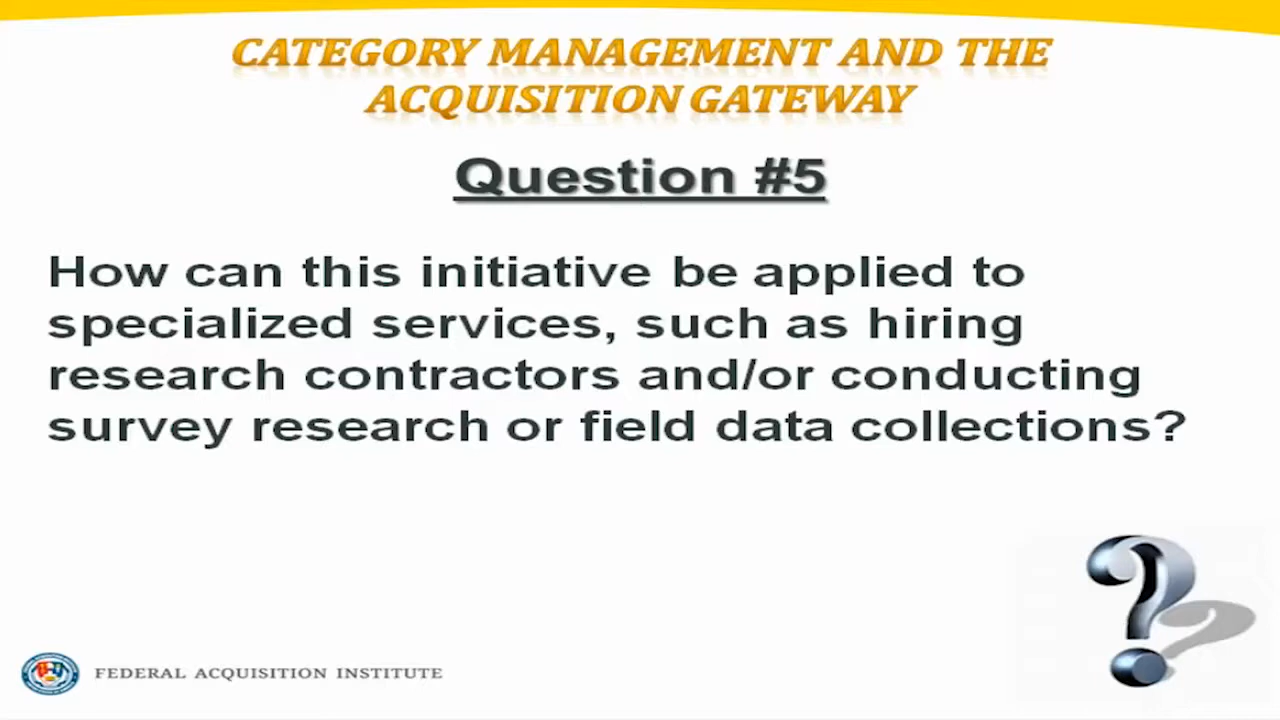 CATEGORY MANAGEMENT AND THE
ACQUISITION GATEWAY
Question #5
How can this initiative be applied to
specialized services, such as hiring
research contractors and/or conducting
survey research or field data collections?
FEDERAL ACQUISITION INSTITUTE